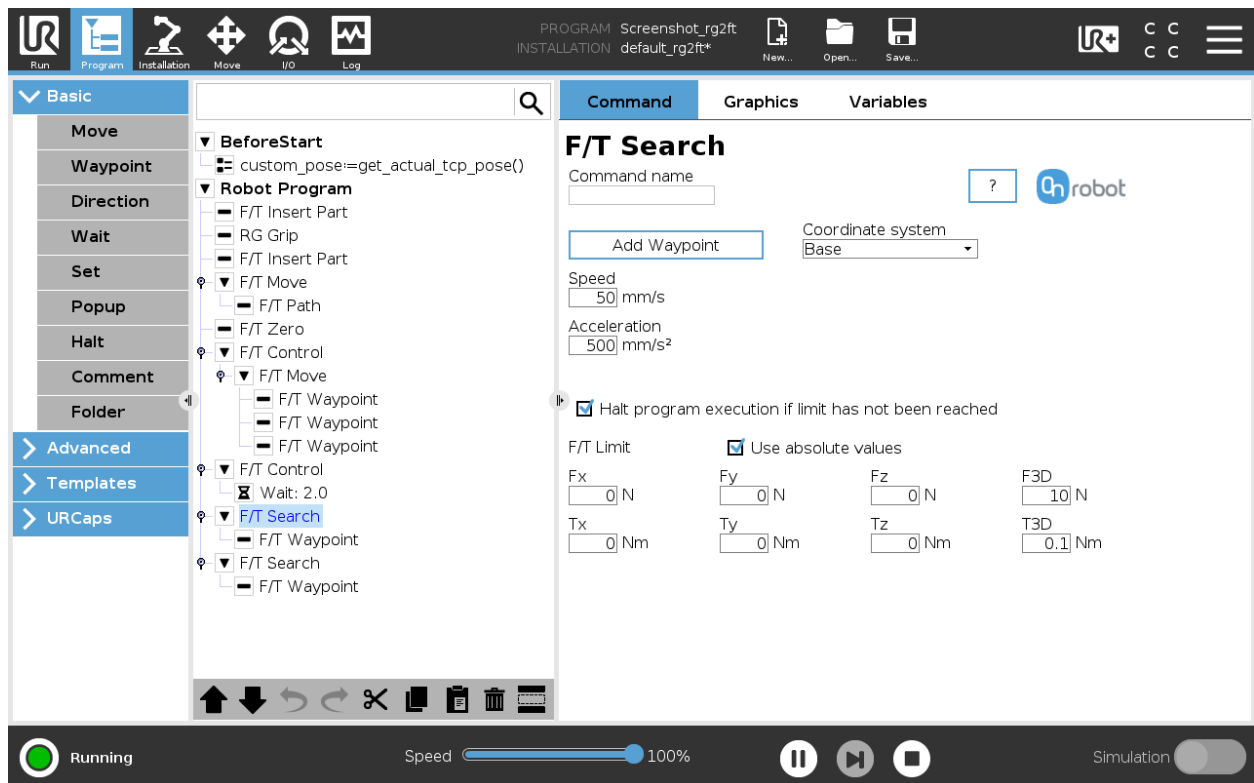 PROGRAM Screenshot_rg2ft
INSTALLATION default_rg2ft*
Run Program Installation Move I/O Log New... Open... Save...
UR
UR+
C C
C C
Basic
Move
Waypoint
Direction
Wait
Set
Popup
Halt
Comment
Folder
Advanced
Templates
URCaps
BeforeStart
custom_pose:=get_actual_tcp_pose()
Robot Program
F/T Insert Part
RG Grip
F/T Insert Part
F/T Move
F/T Path
F/T Zero
F/T Control
F/T Move
F/T Waypoint
F/T Waypoint
F/T Waypoint
F/T Control
Wait: 2.0
F/T Search
F/T Waypoint
F/T Search
F/T Waypoint
Command Graphics Variables
F/T Search
Command name
?
On robot
Add Waypoint
Coordinate system
Base
Speed
50 mm/s
Acceleration
500 mm/s²
Halt program execution if limit has not been reached
F/T Limit Use absolute values
Fx Fy Fz F3D
0 N 0 N 0 N 10 N
Tx Ty Tz T3D
0 Nm 0 Nm 0 Nm 0.1 Nm
Running Speed 100% Simulation